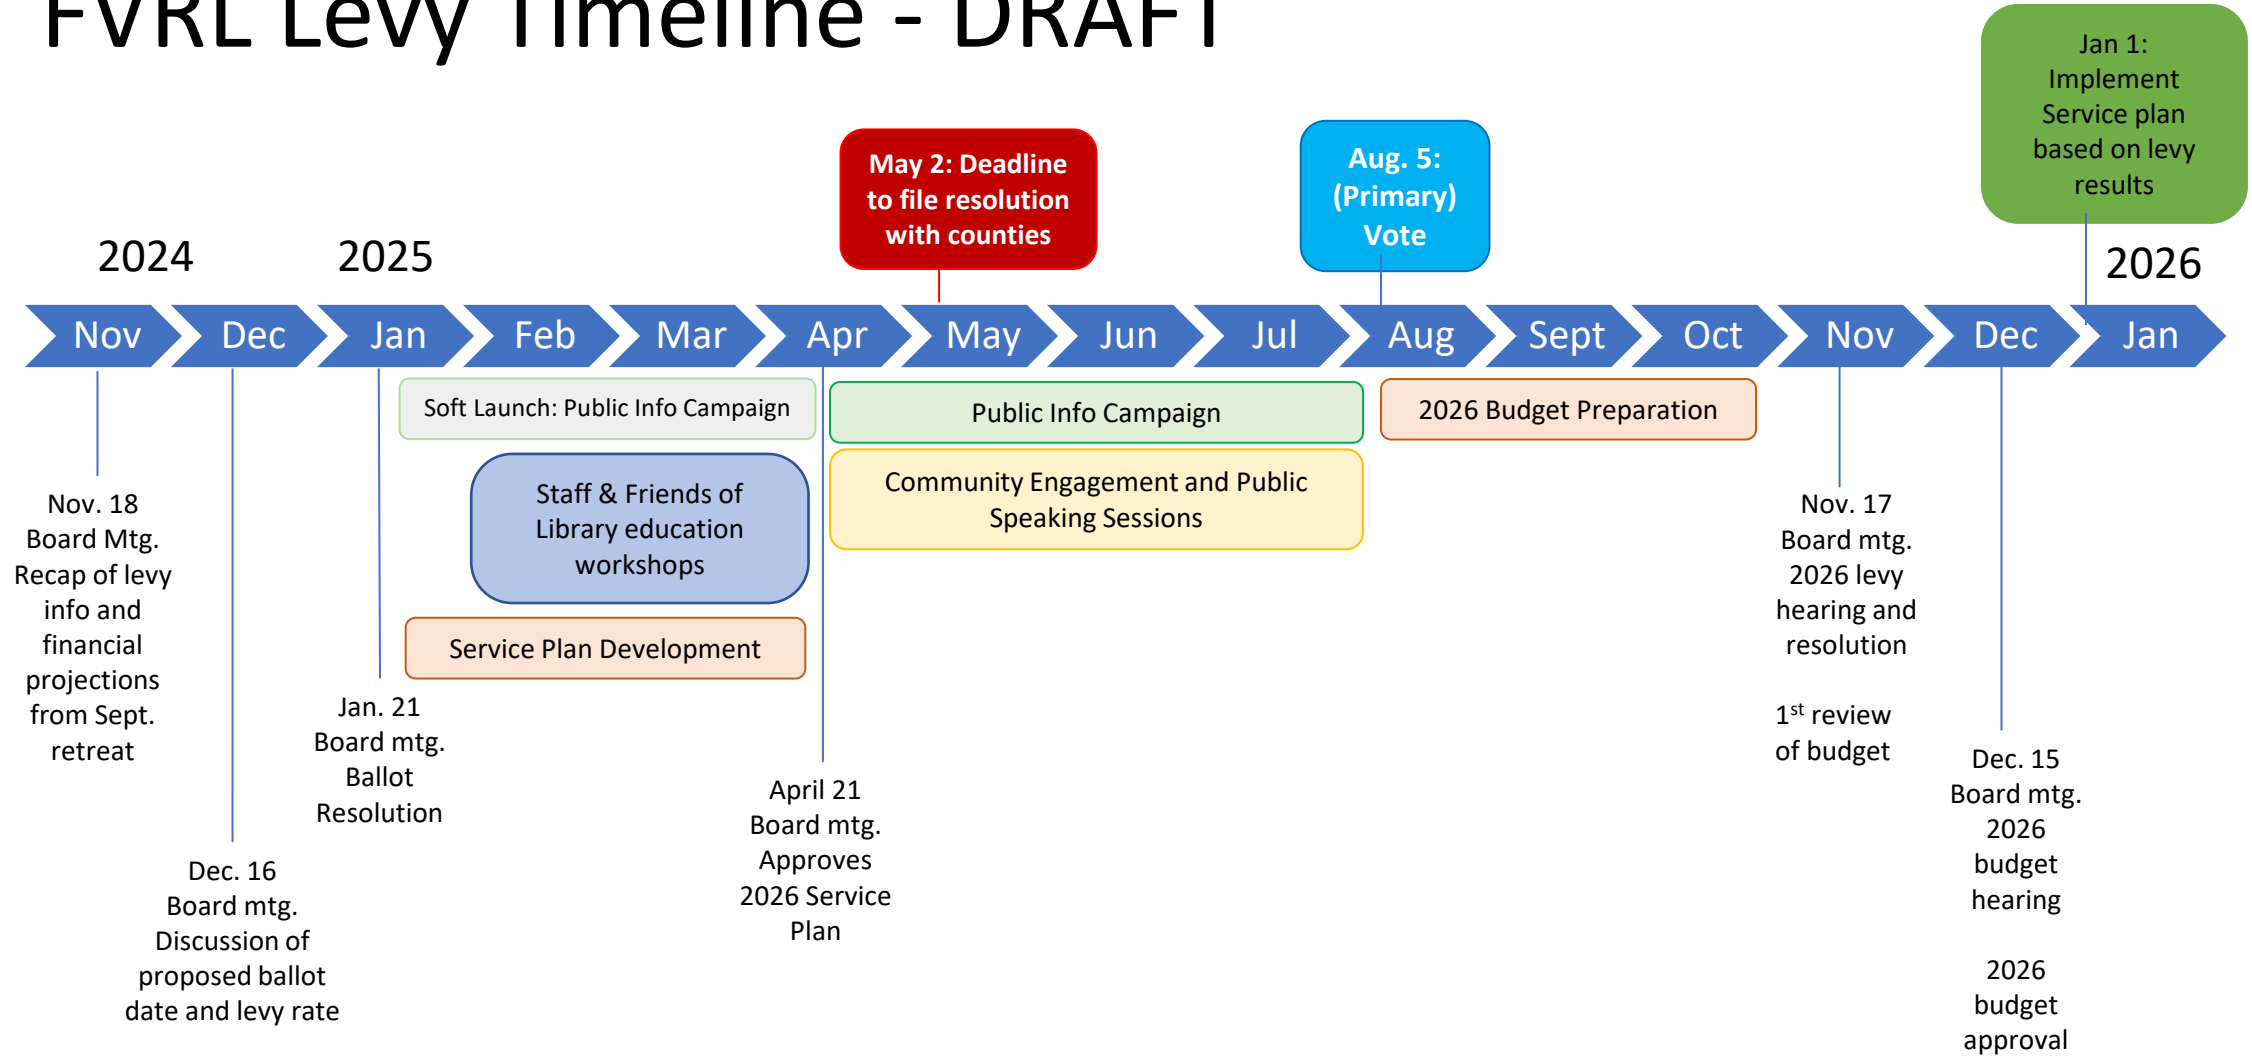 FVRL Levy Timeline - DRAFT
Jan 1:
Implement
Service plan
based on levy
results
May 2: Deadline
to file resolution
with counties
Aug. 5:
(Primary)
Vote
2024
2025
2026
Nov
Dec
Jan
Feb
Mar
Apr
May
Jun
Jul
Aug
Sept
Oct
Nov
Dec
Jan
Soft Launch: Public Info Campaign
Public Info Campaign
2026 Budget Preparation
Staff & Friends of
Library education
workshops
Community Engagement and Public
Speaking Sessions
Service Plan Development
Nov. 18
Board Mtg.
Recap of levy
info and
financial
projections
from Sept.
retreat
Dec. 16
Board mtg.
Discussion of
proposed ballot
date and levy rate
Jan. 21
Board mtg.
Ballot
Resolution
April 21
Board mtg.
Approves
2026 Service
Plan
Nov. 17
Board mtg.
2026 levy
hearing and
resolution
1st review
of budget
Dec. 15
Board mtg.
2026
budget
hearing
2026
budget
approval